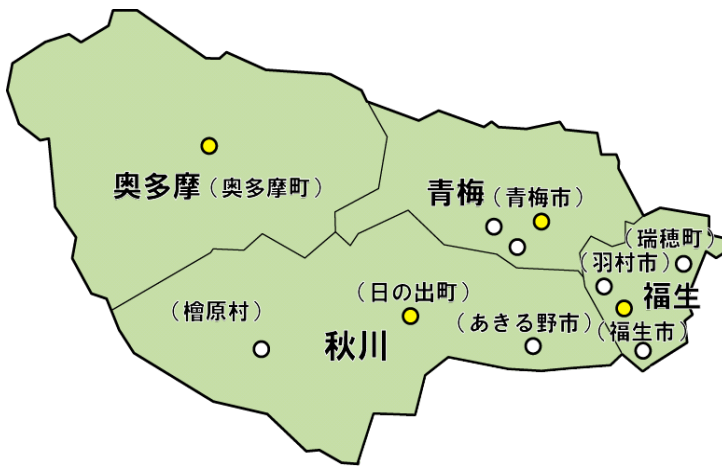 奥多摩（奥多摩町）
青梅（青梅市）
（瑞穂町）
（羽村市）
福生
（福生市）
（檜原村）
（日の出町）
（あきる野市）
秋川